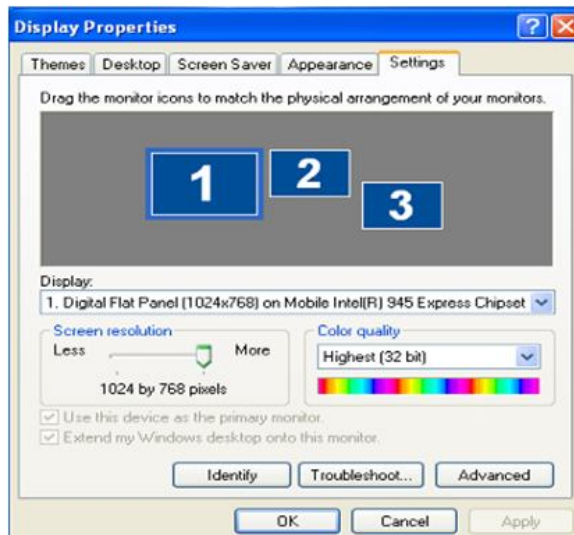 Display Properties
Themes Desktop Screen Saver Appearance Settings
Drag the monitor icons to match the physical arrangement of your monitors.
1 2 3
Display:
1. Digital Flat Panel (1024x768) on Mobile Intel(R) 945 Express Chipset
Screen resolution
Less More
1024 by 768 pixels
Color quality
Highest (32 bit)
Use this device as the primary monitor.
Extend my Windows desktop onto this monitor.
Identify Troubleshoot... Advanced
OK Cancel Apply